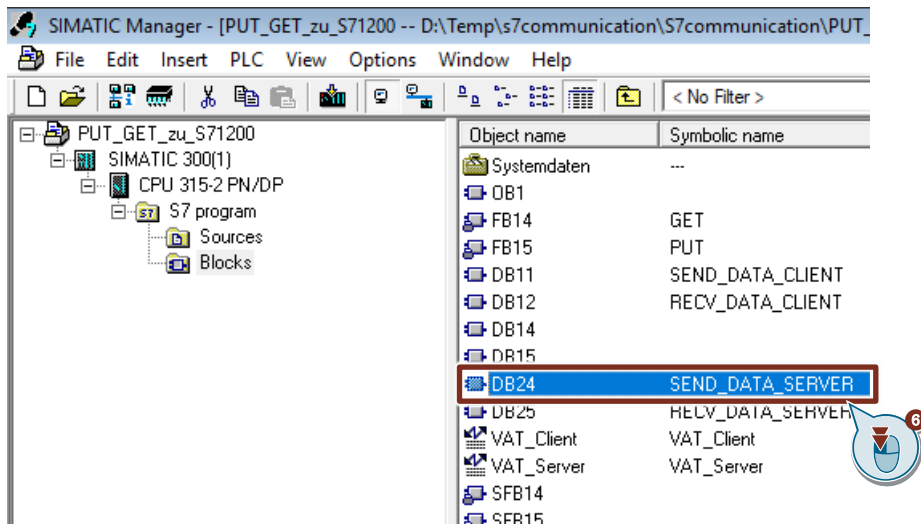 SIMATIC Manager - [PUT_GET_zu_S71200 -- D:\Temp\s7communication\S7communication\PUT_
File Edit Insert PLC View Options Window Help
< No Filter >
PUT_GET_zu_S71200
SIMATIC 300(1)
CPU 315-2 PN/DP
S7 program
Sources
Blocks
Object name Symbolic name
Systemdaten ---
OB1
FB14 GET
FB15 PUT
DB11 SEND_DATA_CLIENT
DB12 RECV_DATA_CLIENT
DB14
DB15
DB24 SEND_DATA_SERVER
DB25 RECV_DATA_SERVER
6
VAT_Client VAT_Client
VAT_Server VAT_Server
SFB14
SFB15